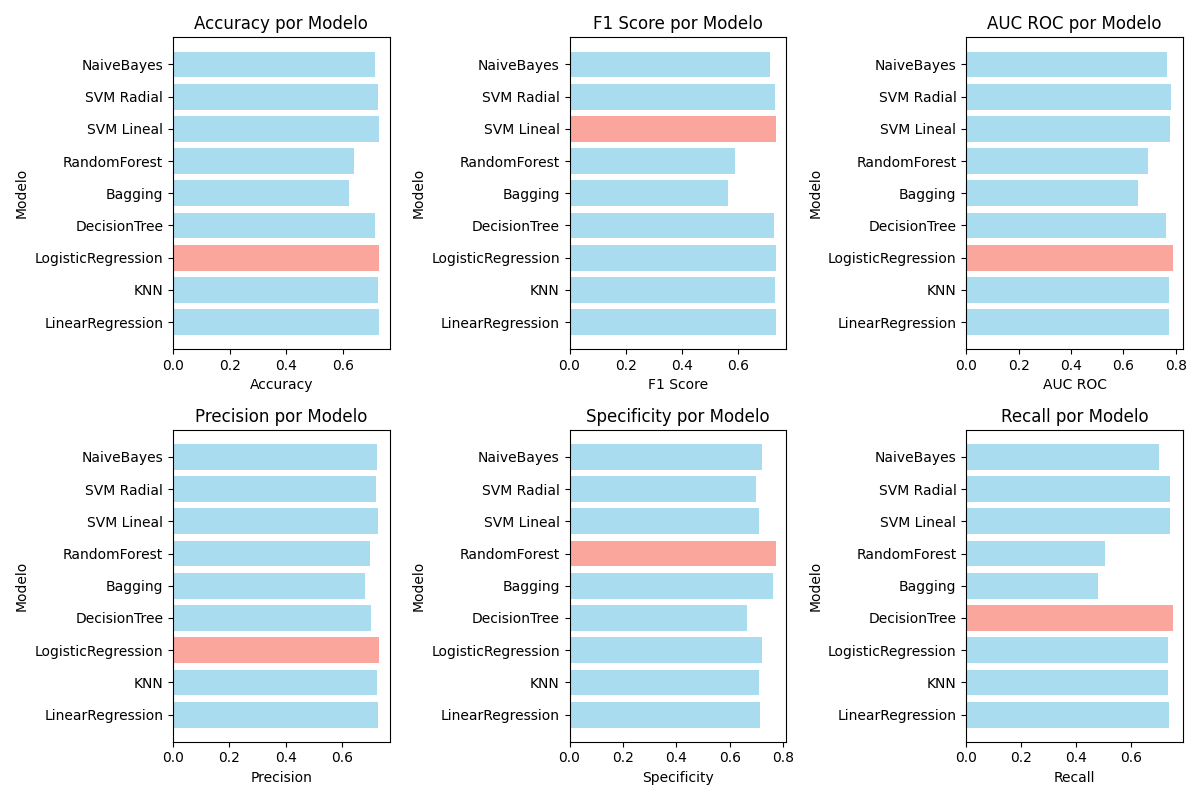 Accuracy por Modelo
Modelo
NaiveBayes
SVM Radial
SVM Lineal
RandomForest
Bagging
DecisionTree
LogisticRegression
KNN
LinearRegression
0.0 0.2 0.4 0.6
Accuracy
F1 Score por Modelo
Modelo
NaiveBayes
SVM Radial
SVM Lineal
RandomForest
Bagging
DecisionTree
LogisticRegression
KNN
LinearRegression
0.0 0.2 0.4 0.6
F1 Score
AUC ROC por Modelo
Modelo
NaiveBayes
SVM Radial
SVM Lineal
RandomForest
Bagging
DecisionTree
LogisticRegression
KNN
LinearRegression
0.0 0.2 0.4 0.6 0.8
AUC ROC
Precision por Modelo
Modelo
NaiveBayes
SVM Radial
SVM Lineal
RandomForest
Bagging
DecisionTree
LogisticRegression
KNN
LinearRegression
0.0 0.2 0.4 0.6
Precision
Specificity por Modelo
Modelo
NaiveBayes
SVM Radial
SVM Lineal
RandomForest
Bagging
DecisionTree
LogisticRegression
KNN
LinearRegression
0.0 0.2 0.4 0.6 0.8
Specificity
Recall por Modelo
Modelo
NaiveBayes
SVM Radial
SVM Lineal
RandomForest
Bagging
DecisionTree
LogisticRegression
KNN
LinearRegression
0.0 0.2 0.4 0.6
Recall